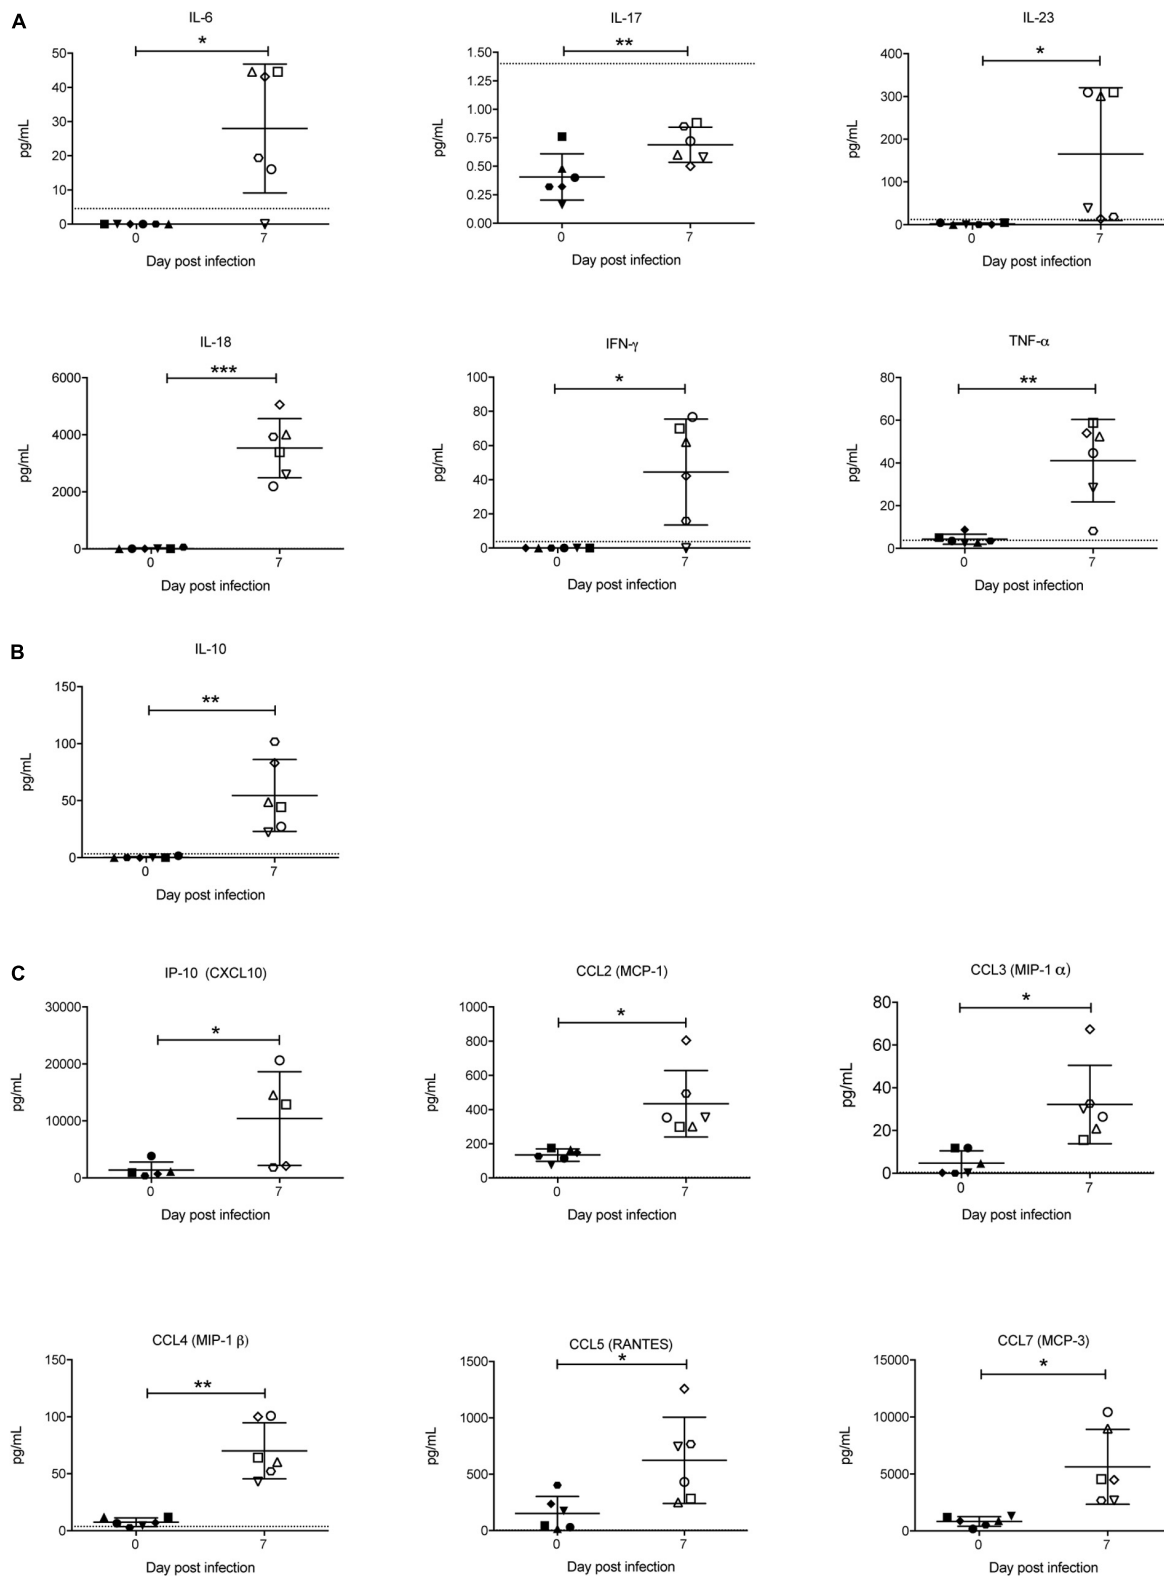 A
IL-6
*
50
40
30
20
10
0
pg/mL
0 7
Day post infection
IL-17
**
1.50
1.25
1.00
0.75
0.50
0.25
0.00
pg/mL
0 7
Day post infection
IL-23
*
400
300
200
100
0
pg/mL
0 7
Day post infection
IL-18
***
6000
4000
2000
0
pg/mL
0 7
Day post infection
IFN-γ
*
100
80
60
40
20
0
pg/mL
0 7
Day post infection
TNF-α
**
80
60
40
20
0
pg/mL
0 7
Day post infection
B
IL-10
**
150
100
50
0
pg/mL
0 7
Day post infection
C
IP-10 (CXCL10)
*
30000
20000
10000
0
pg/mL
0 7
Day post infection
CCL2 (MCP-1)
*
1000
800
600
400
200
0
pg/mL
0 7
Day post infection
CCL3 (MIP-1 α)
*
80
60
40
20
0
pg/mL
0 7
Day post infection
CCL4 (MIP-1 β)
**
150
100
50
0
pg/mL
0 7
Day post infection
CCL5 (RANTES)
*
1500
1000
500
0
pg/mL
0 7
Day post infection
CCL7 (MCP-3)
*
15000
10000
5000
0
pg/mL
0 7
Day post infection